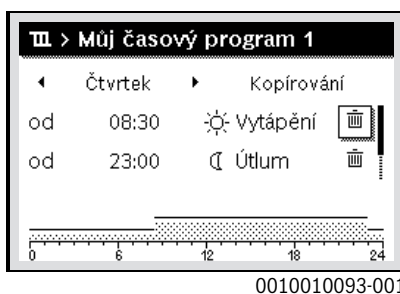 > Můj časový program 1
Čtvrtek Kopírování
od 08:30 Vytápění
od 23:00 Útlum
0 6 12 18 24
0010010093-001